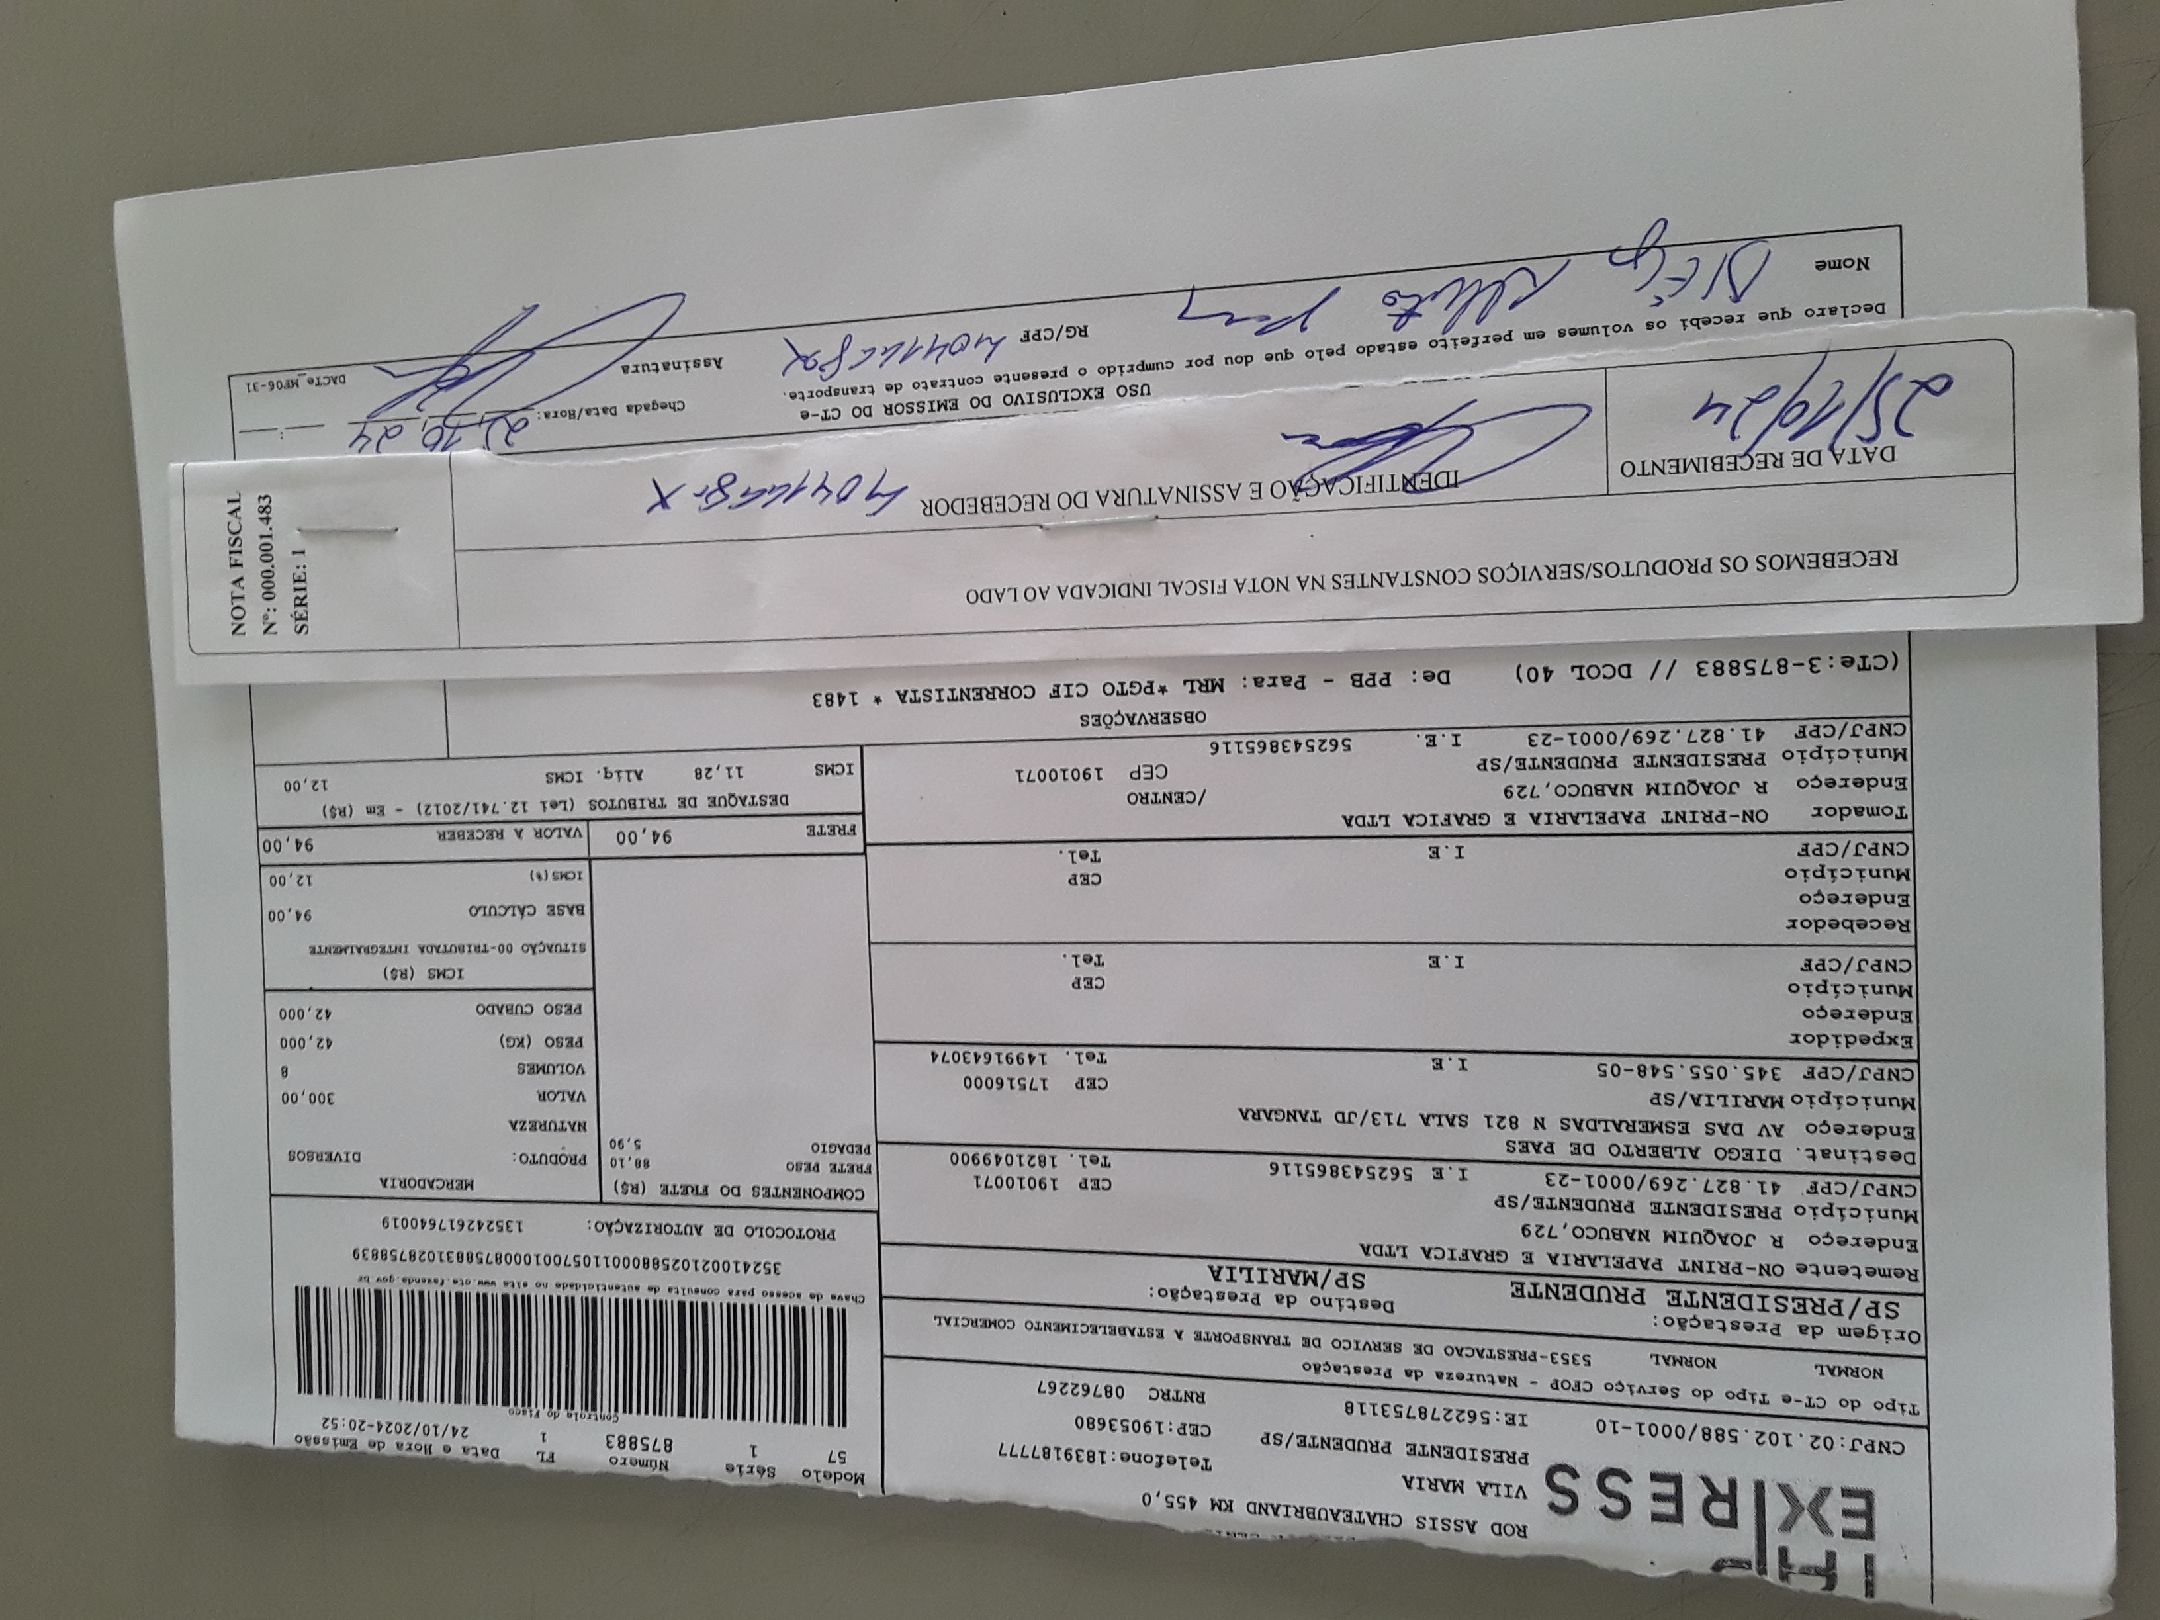 EXPRESS
ROD ASSIS CHATEAUBRIAND KM 455,0
VILA MARIA Telefone:1839187777
PRESIDENTE PRUDENTE/SP CEP:19053680
CNPJ:02.102.588/0001-10 IE:562278753118 RNTRC 08762267
Modelo Série Número FL Data e Hora de Emissão
57 1 875883 1 24/10/2024-20:52
Controle do Fisco
Tipo do CT-e Tipo do Serviço CFOP - Natureza da Prestação
NORMAL NORMAL 5353-PRESTACAO DE SERVICO DE TRANSPORTE A ESTABELECIMENTO COMERCIAL
Origem da Prestação: Destino da Prestação:
SP/PRESIDENTE PRUDENTE SP/MARILIA
Chave de acesso para consulta de autenticidade no site www.cte.fazenda.gov.br
35241002102588000110570010008758831028758839
PROTOCOLO DE AUTORIZAÇÃO: 135242617640019
Remetente ON-PRINT PAPELARIA E GRAFICA LTDA
Endereço R JOAQUIM NABUCO,729
Município PRESIDENTE PRUDENTE/SP CEP 19010071
CNPJ/CPF 41.827.269/0001-23 I.E 562543865116 Tel. 1821049900
Destinat. DIEGO ALBERTO DE PAES
Endereço AV DAS ESMERALDAS N 821 SALA 713/JD TANGARA
Município MARILIA/SP CEP 17516000
CNPJ/CPF 345.055.548-05 I.E Tel. 14991643074
Expedidor
Endereço
Município CEP
CNPJ/CPF I.E Tel.
Recebedor
Endereço
Município CEP
CNPJ/CPF I.E Tel.
Tomador ON-PRINT PAPELARIA E GRAFICA LTDA
Endereço R JOAQUIM NABUCO,729 /CENTRO
Município PRESIDENTE PRUDENTE/SP CEP 19010071
CNPJ/CPF 41.827.269/0001-23 I.E. 562543865116
COMPONENTES DO FRETE (R$)
FRETE PESO 88,10
PEDAGIO 5,90
MERCADORIA
PRODUTO: DIVERSOS
NATUREZA
VALOR 300,00
VOLUMES 8
PESO (KG) 42,000
PESO CUBADO 42,000
ICMS (R$)
SITUAÇÃO 00-TRIBUTADA INTEGRALMENTE
BASE CÁLCULO 94,00
ICMS(%) 12,00
FRETE 94,00 VALOR A RECEBER 94,00
DESTAQUE DE TRIBUTOS (Lei 12.741/2012) - Em (R$)
ICMS 11,28 Aliq. ICMS 12,00
OBSERVAÇÕES
(CTe:3-875883 // DCOL 40) De: PPB - Para: MRL *PGTO CIF CORRENTISTA * 1483
RECEBEMOS OS PRODUTOS/SERVIÇOS CONSTANTES NA NOTA FISCAL INDICADA AO LADO
DATA DE RECEBIMENTO
25/10/24
IDENTIFICAÇÃO E ASSINATURA DO RECEBEDOR
NOTA FISCAL
Nº: 000.001.483
SÉRIE: 1
USO EXCLUSIVO DO EMISSOR DO CT-e
Declaro que recebi os volumes em perfeito estado pelo que dou por cumprido o presente contrato de transporte.
Chegada Data/Hora:
Nome Diego Alberto
RG/CPF
Assinatura
DACTe_MF06-31